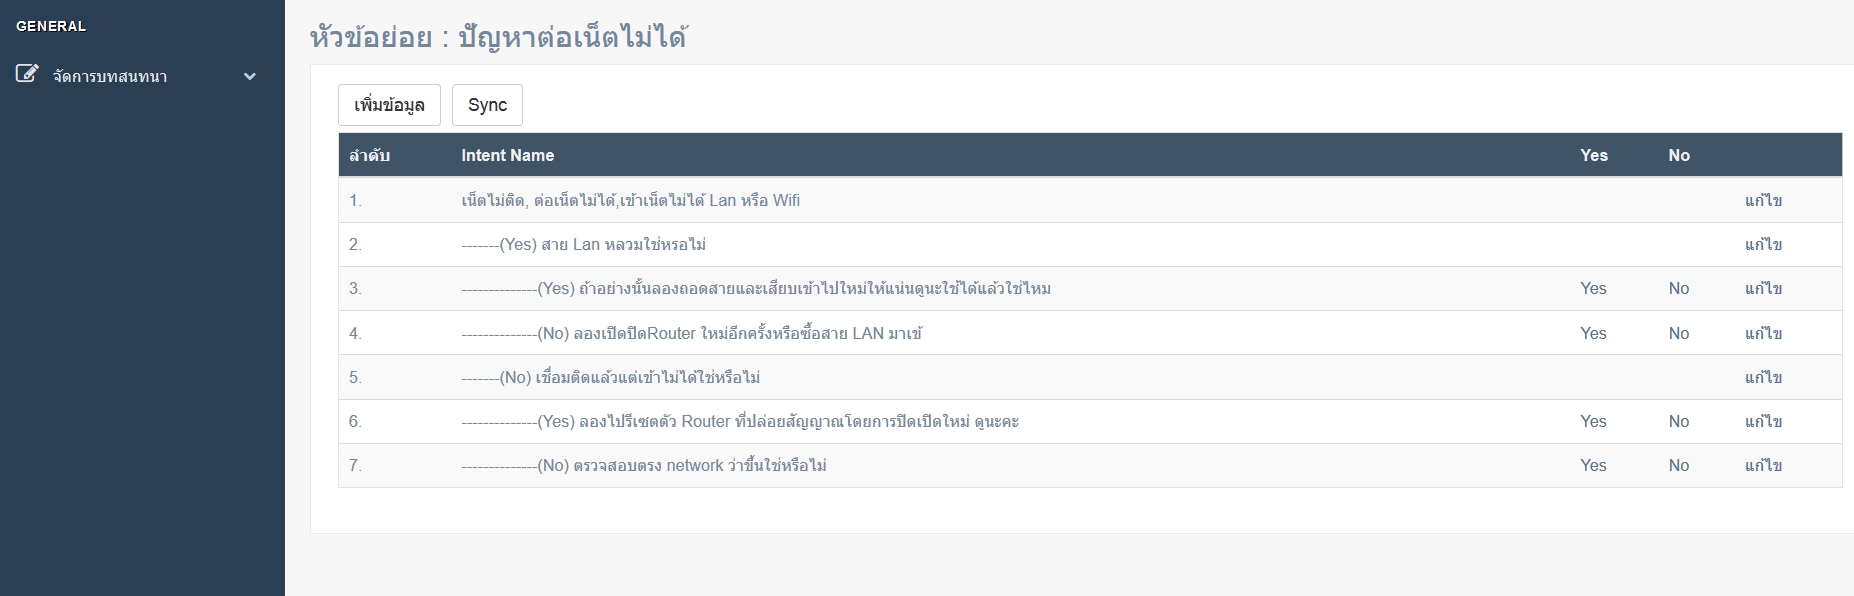 GENERAL
จัดการบทสนทนา
หัวข้อย่อย : ปัญหาต่อเน็ตไม่ได้
เพิ่มข้อมูล Sync
ลำดับ Intent Name Yes No
1. เน็ตไม่ติด, ต่อเน็ตไม่ได้,เข้าเน็ตไม่ได้ Lan หรือ Wifi แก้ไข
2. -------(Yes) สาย Lan หลวมใช่หรอไม่ แก้ไข
3. --------------(Yes) ถ้าอย่างนั้นลองถอดสายและเสียบเข้าไปใหม่ให้แน่นดูนะใช้ได้แล้วใช่ไหม Yes No แก้ไข
4. --------------(No) ลองเปิดปิดRouter ใหม่อีกครั้งหรือซื้อสาย LAN มาเข้ Yes No แก้ไข
5. -------(No) เชื่อมติดแล้วแต่เข้าไม่ได้ใช่หรือไม่ แก้ไข
6. --------------(Yes) ลองไปรีเซตตัว Router ที่ปล่อยสัญญาณโดยการปิดเปิดใหม่ ดูนะคะ Yes No แก้ไข
7. --------------(No) ตรวจสอบตรง network ว่าขึ้นใช่หรือไม่ Yes No แก้ไข